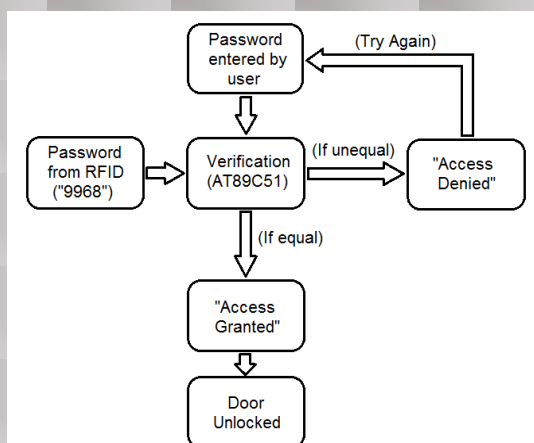 Password
entered by
user
(Try Again)
Password
from RFID
("9968")
Verification
(AT89C51)
(If unequal)
"Access
Denied"
(If equal)
"Access
Granted"
Door
Unlocked